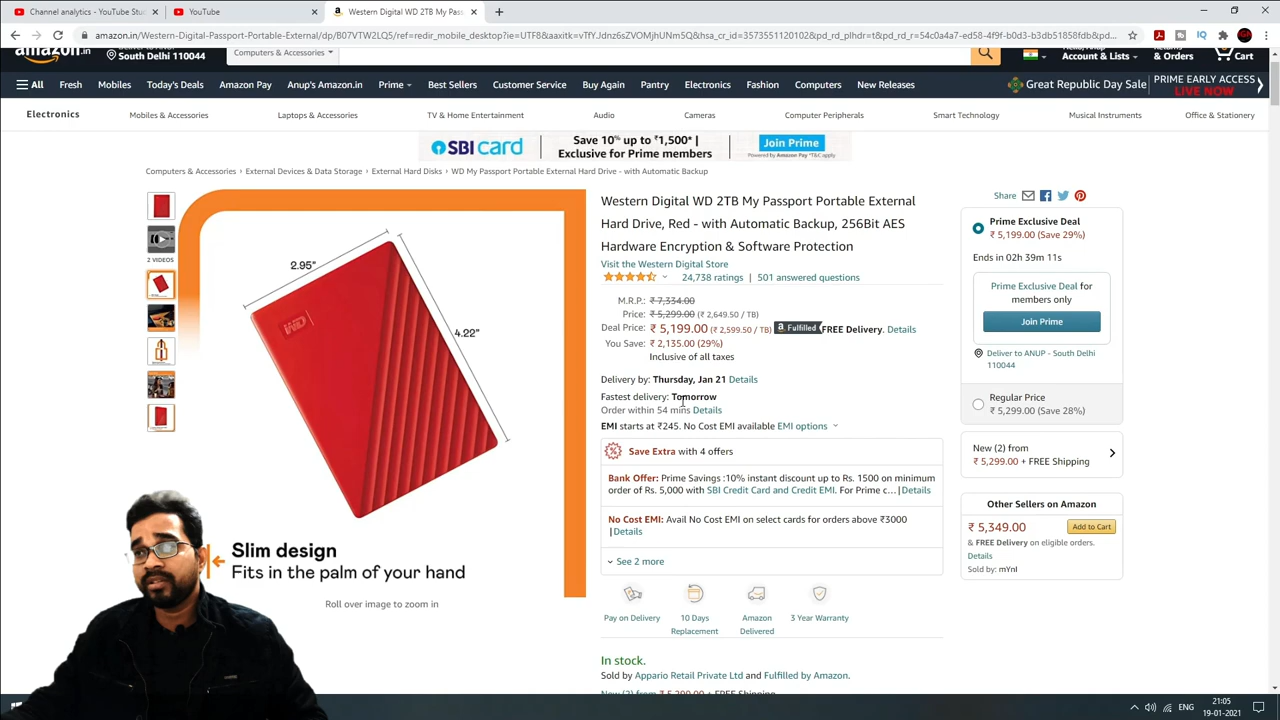 Channel analytics - YouTube Stu
YouTube
Western Digital WD 2TB My Pas
amazon.in/Western-Digital-Passport-Portable-External/dp/B07VTW2LQ5/ref=redir_mobile_desktop?ie=UTF8&aaxitk=vTfYJdnz6sZVOMjhUNm5Q&hsa_cr_id=3573551120102&pd_rd_plhdr=t&pd_rd_r=54c0a4a7-ed58-4f9f-b0d3-b3db51858fdb&pd...
amazon.in
South Delhi 110044
Computers & Accessories
Account & Lists
& Orders
Cart
All Fresh Mobiles Today's Deals Amazon Pay Anup's Amazon.in Prime Best Sellers Customer Service Buy Again Pantry Electronics Fashion Computers New Releases
Great Republic Day Sale
PRIME EARLY ACCESS
LIVE NOW
Electronics Mobiles & Accessories Laptops & Accessories TV & Home Entertainment Audio Cameras Computer Peripherals Smart Technology Musical Instruments Office & Stationery
SBI card
Save 10% up to ₹1,500* |
Exclusive for Prime members
Join Prime
Powered by Amazon Pay *T&C apply
Computers & Accessories › External Devices & Data Storage › External Hard Disks › WD My Passport Portable External Hard Drive - with Automatic Backup
2 VIDEOS
2.95"
4.22"
WD
Slim design
Fits in the palm of your hand
Roll over image to zoom in
Western Digital WD 2TB My Passport Portable External
Hard Drive, Red - with Automatic Backup, 256Bit AES
Hardware Encryption & Software Protection
Visit the Western Digital Store
24,738 ratings | 501 answered questions
M.R.P.: ₹ 7,334.00
Price: ₹ 5,299.00 (₹ 2,649.50 / TB)
Deal Price: ₹ 5,199.00 (₹ 2,599.50 / TB) a Fulfilled FREE Delivery. Details
You Save: ₹ 2,135.00 (29%)
Inclusive of all taxes
Delivery by: Thursday, Jan 21 Details
Fastest delivery: Tomorrow
Order within 54 mins Details
EMI starts at ₹245. No Cost EMI available EMI options
Save Extra with 4 offers
Bank Offer: Prime Savings :10% instant discount up to Rs. 1500 on minimum
order of Rs. 5,000 with SBI Credit Card and Credit EMI. For Prime c... | Details
No Cost EMI: Avail No Cost EMI on select cards for orders above ₹3000
| Details
See 2 more
Pay on Delivery
10 Days
Replacement
Amazon
Delivered
3 Year Warranty
In stock.
Sold by Appario Retail Private Ltd and Fulfilled by Amazon.
New (2) from ₹ 5,299.00 + FREE Shipping
Share
Prime Exclusive Deal
₹ 5,199.00 (Save 29%)
Ends in 02h 39m 11s
Prime Exclusive Deal for
members only
Join Prime
Deliver to ANUP - South Delhi
110044
Regular Price
₹ 5,299.00 (Save 28%)
New (2) from
₹ 5,299.00 + FREE Shipping
Other Sellers on Amazon
₹ 5,349.00
Add to Cart
& FREE Delivery on eligible orders.
Details
Sold by: mYnI
ENG
21:05
19-01-2021